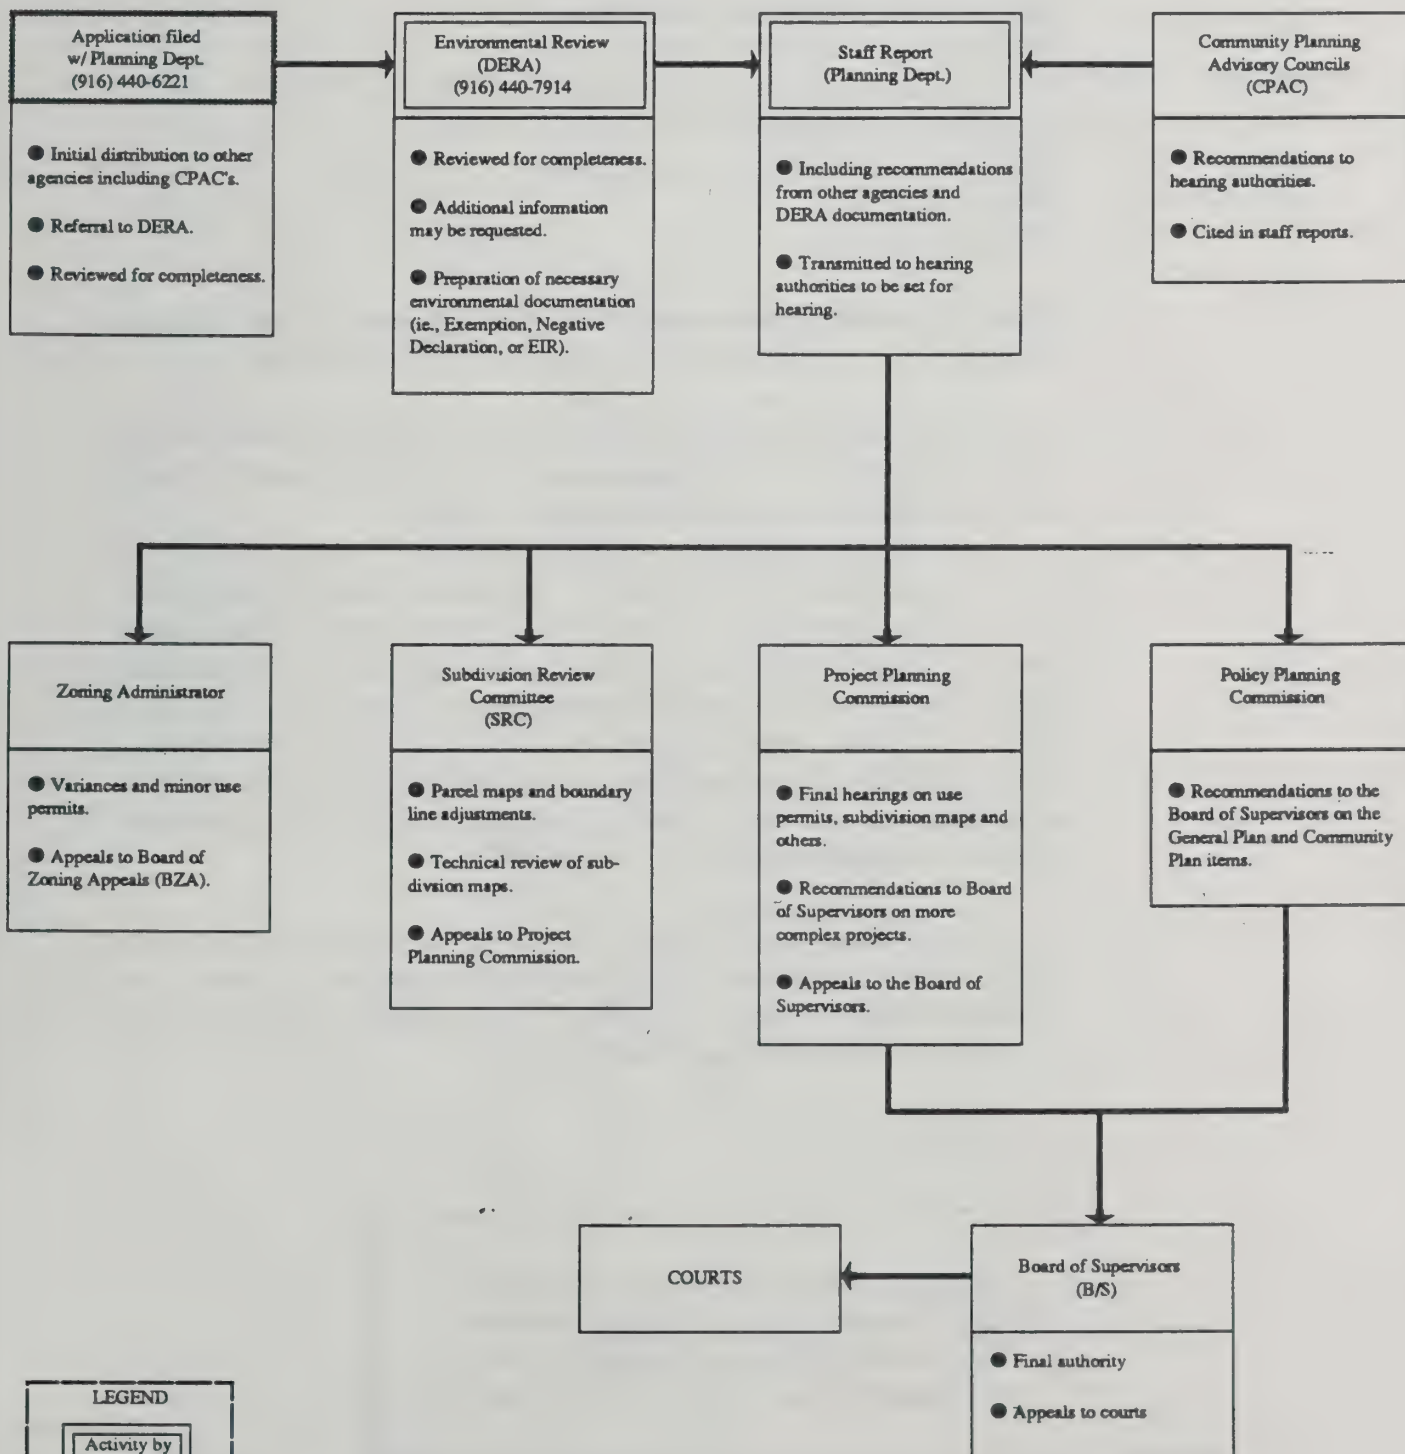 Application filed
w/ Planning Dept.
(916) 440-6221
● Initial distribution to other
agencies including CPAC's.
● Referral to DERA.
● Reviewed for completeness.
Environmental Review
(DERA)
(916) 440-7914
● Reviewed for completeness.
● Additional information
may be requested.
● Preparation of necessary
environmental documentation
(ie., Exemption, Negative
Declaration, or EIR).
Staff Report
(Planning Dept.)
● Including recommendations
from other agencies and
DERA documentation.
● Transmitted to hearing
authorities to be set for
hearing.
Community Planning
Advisory Councils
(CPAC)
● Recommendations to
hearing authorities.
● Cited in staff reports.
Zoning Administrator
● Variances and minor use
permits.
● Appeals to Board of
Zoning Appeals (BZA).
Subdivision Review
Committee
(SRC)
● Parcel maps and boundary
line adjustments.
● Technical review of sub-
divsion maps.
● Appeals to Project
Planning Commission.
Project Planning
Commission
● Final hearings on use
permits, subdivision maps and
others.
● Recommendations to Board
of Supervisors on more
complex projects.
● Appeals to the Board of
Supervisors.
Policy Planning
Commission
● Recommendations to the
Board of Supervisors on the
General Plan and Community
Plan items.
COURTS
Board of Supervisors
(B/S)
● Final authority
● Appeals to courts
LEGEND
Activity by